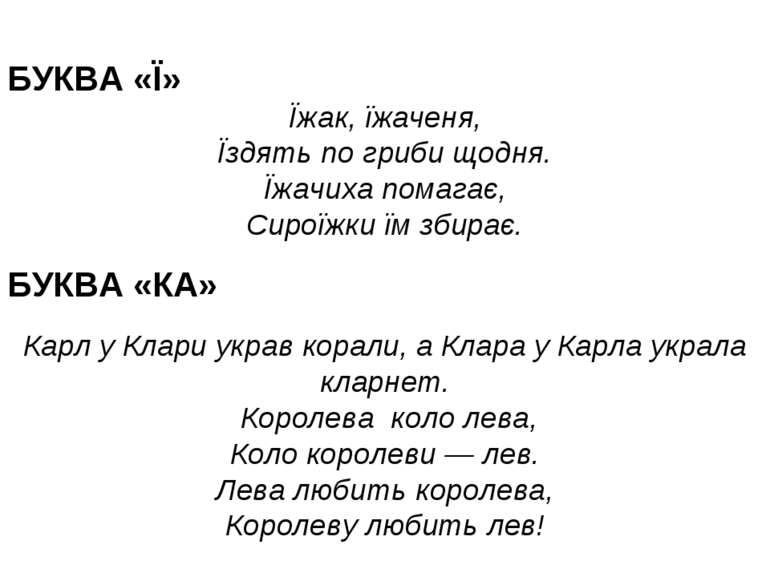 БУКВА «Ї»
Їжак, їжаченя,
Їздять по гриби щодня.
Їжачиха помагає,
Сироїжки їм збирає.
БУКВА «КА»
Карл у Клари украв корали, а Клара у Карла украла
кларнет.
Королева коло лева,
Коло королеви — лев.
Лева любить королева,
Королеву любить лев!